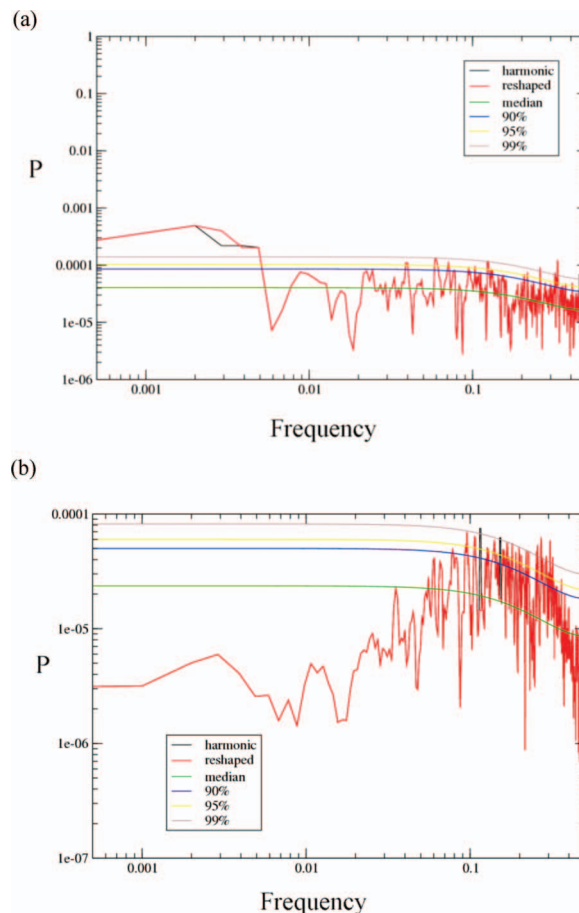 (a)
1
0.1
0.01
0.001
0.0001
1e-05
1e-06
P
harmonic
reshaped
median
90%
95%
99%
0.001
0.01
0.1
Frequency
(b)
0.0001
1e-05
1e-06
1e-07
P
harmonic
reshaped
median
90%
95%
99%
0.001
0.01
0.1
Frequency